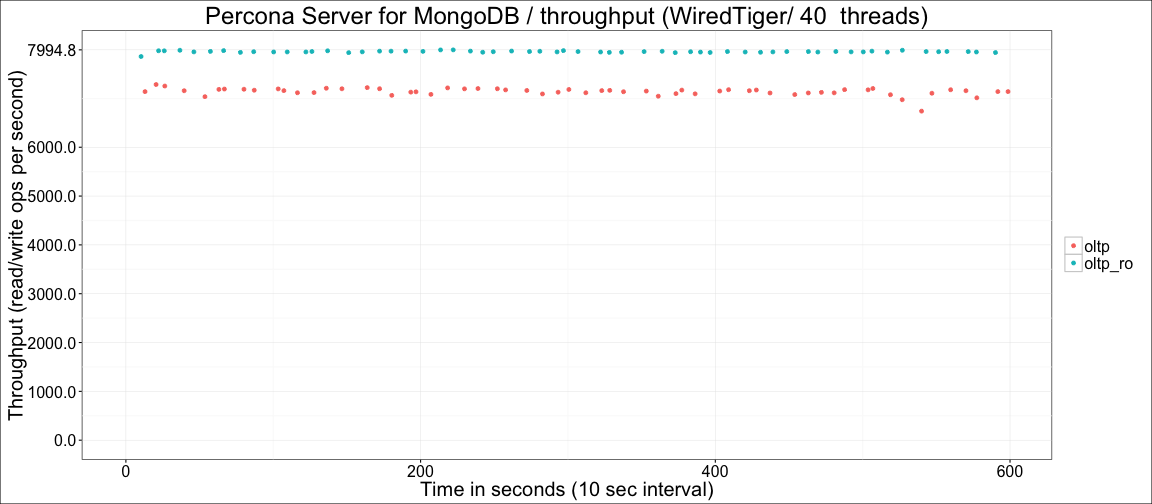 Percona Server for MongoDB / throughput (WiredTiger/ 40  threads)
Throughput (read/write ops per second)
7994.8
6000.0
5000.0
4000.0
3000.0
2000.0
1000.0
0.0
0
200
400
600
Time in seconds (10 sec interval)
oltp
oltp_ro